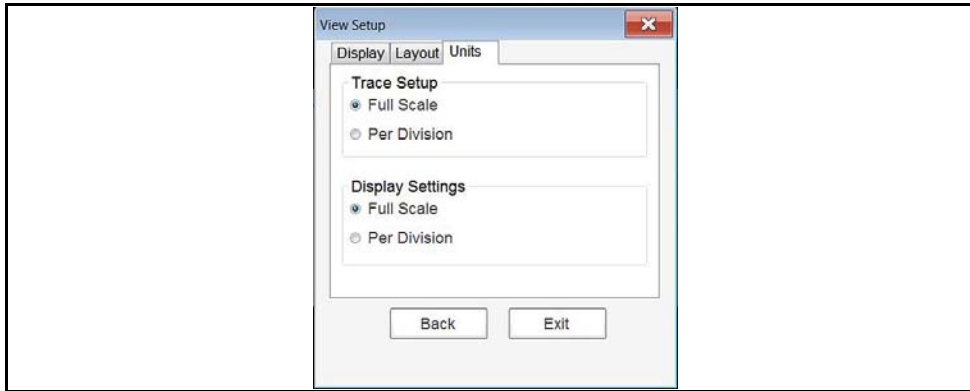 View Setup
Display Layout Units
Trace Setup
Full Scale
Per Division
Display Settings
Full Scale
Per Division
Back Exit